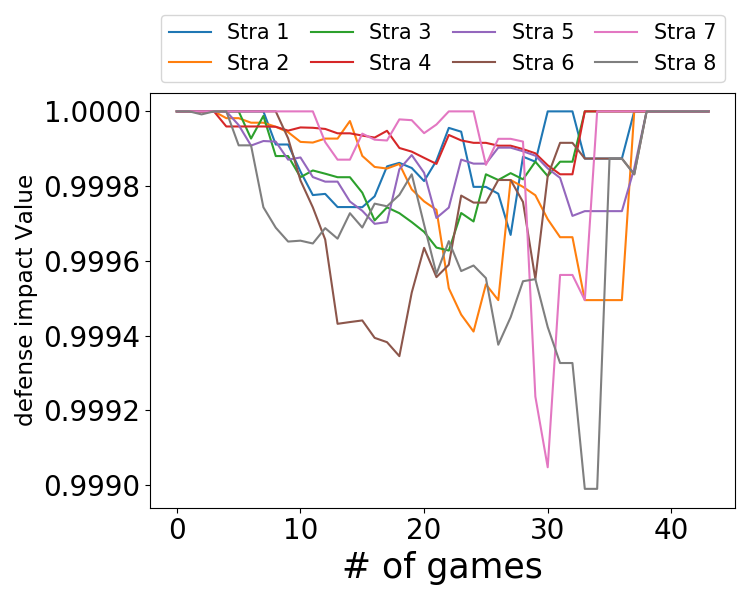 Stra 1 Stra 3 Stra 5 Stra 7
Stra 2 Stra 4 Stra 6 Stra 8
1.0000
0.9998
0.9996
0.9994
0.9992
0.9990
defense impact Value
0 10 20 30 40
# of games